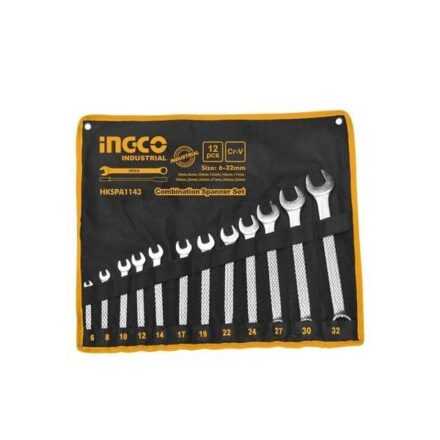 INGCO
INDUSTRIAL
INDUSTRIAL
12
pcs
Cr-V
Size: 6-32mm
HKSPA1143
Combination Spanner Set
6 8 10 12 14 17 19 22 24 27 30 32